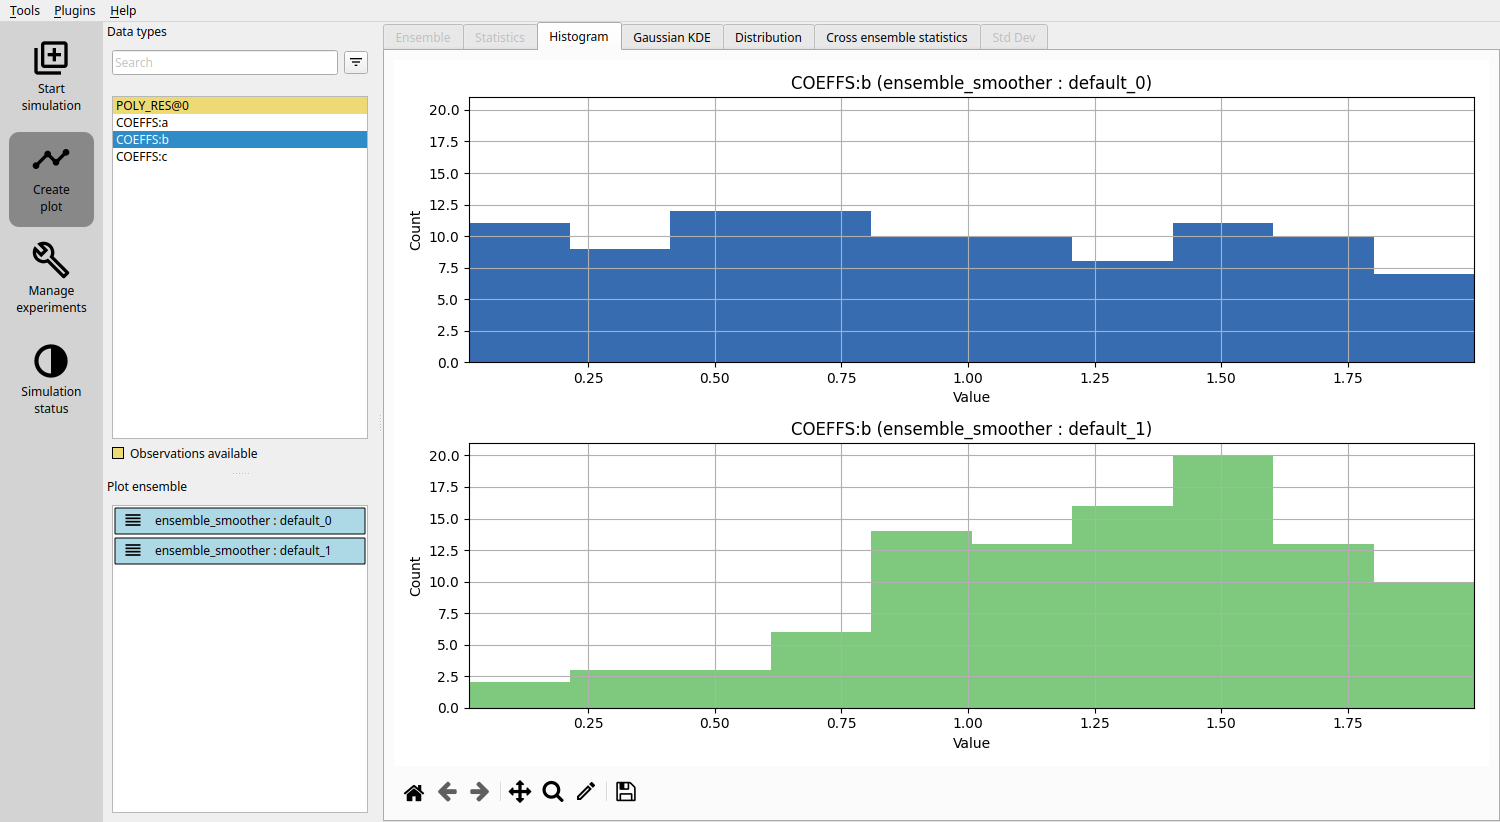 Tools Plugins Help
Start
simulation
Create
plot
Manage
experiments
Simulation
status
Data types
Search
POLY_RES@0
COEFFS:a
COEFFS:b
COEFFS:c
Observations available
Plot ensemble
ensemble_smoother : default_0
ensemble_smoother : default_1
Ensemble Statistics Histogram Gaussian KDE Distribution Cross ensemble statistics Std Dev
COEFFS:b (ensemble_smoother : default_0)
20.0
17.5
15.0
12.5
10.0
7.5
5.0
2.5
0.0
Count
0.25 0.50 0.75 1.00 1.25 1.50 1.75
Value
COEFFS:b (ensemble_smoother : default_1)
20.0
17.5
15.0
12.5
10.0
7.5
5.0
2.5
0.0
Count
0.25 0.50 0.75 1.00 1.25 1.50 1.75
Value